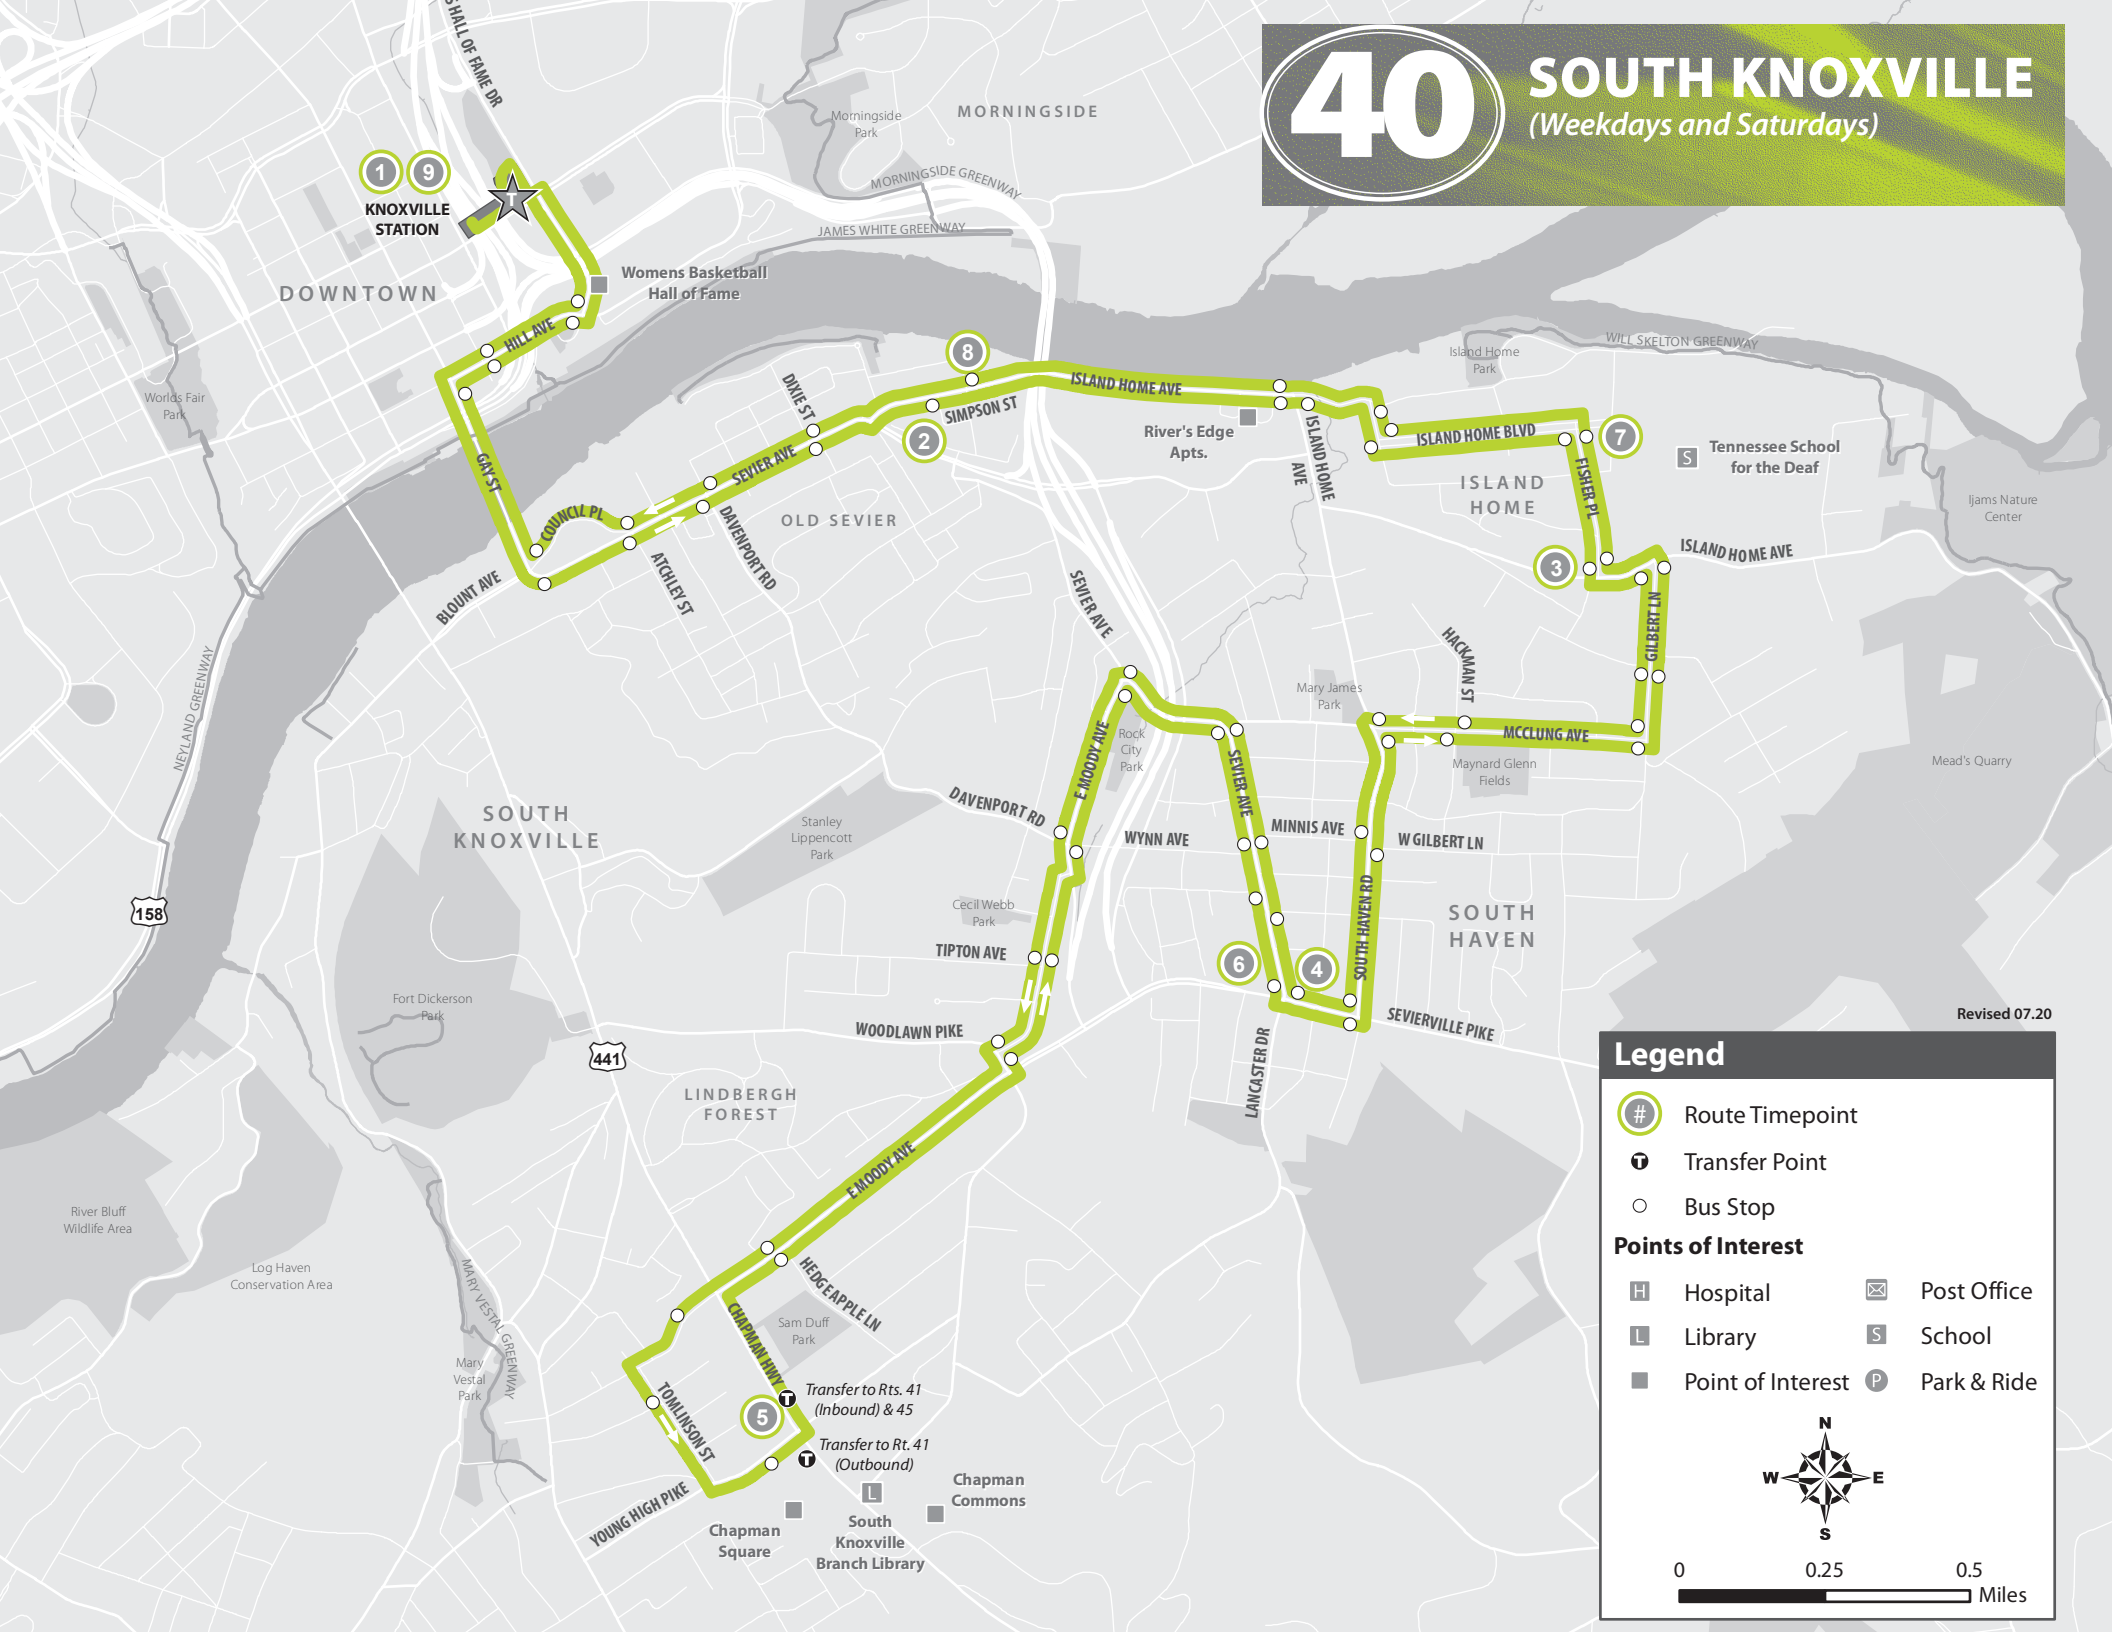 40
SOUTH KNOXVILLE
(Weekdays and Saturdays)
S HALL OF FAME DR
MORNINGSIDE
Morningside
Park
MORNINGSIDE GREENWAY
JAMES WHITE GREENWAY
1
9
KNOXVILLE
STATION
T
DOWNTOWN
Womens Basketball
Hall of Fame
HILL AVE
Worlds Fair
Park
GAY ST
COUNCIL PL
BLOUNT AVE
SEVIER AVE
DIXIE ST
DAVENPORT RD
ATCHLEY ST
OLD SEVIER
8
2
SIMPSON ST
ISLAND HOME AVE
River's Edge
Apts.
ISLAND HOME
AVE
Island Home
Park
WILL SKELTON GREENWAY
ISLAND HOME BLVD
7
S
Tennessee School
for the Deaf
ISLAND
HOME
FISHER PL
Ijams Nature
Center
3
ISLAND HOME AVE
GILBERT LN
NEYLAND GREENWAY
SEVIER AVE
HACKMAN ST
Mary James
Park
MCCLUNG AVE
Maynard Glenn
Fields
Mead's Quarry
E MOODY AVE
Rock
City
Park
SEVIER AVE
DAVENPORT RD
WYNN AVE
MINNIS AVE
W GILBERT LN
SOUTH
KNOXVILLE
Stanley
Lippencott
Park
158
Cecil Webb
Park
TIPTON AVE
SOUTH HAVEN RD
SOUTH
HAVEN
6
4
SEVIERVILLE PIKE
LANCASTER DR
Fort Dickerson
Park
441
WOODLAWN PIKE
LINDBERGH
FOREST
E MOODY AVE
River Bluff
Wildlife Area
Log Haven
Conservation Area
MARY VESTAL GREENWAY
Mary
Vestal
Park
HEDGEAPPLE LN
Sam Duff
Park
CHAPMAN HWY
TOMLINSON ST
5
T
Transfer to Rts. 41
(Inbound) & 45
T
Transfer to Rt. 41
(Outbound)
YOUNG HIGH PIKE
Chapman
Square
L
South
Knoxville
Branch Library
Chapman
Commons
Revised 07.20
Legend
# Route Timepoint
T Transfer Point
Bus Stop
Points of Interest
H Hospital
Post Office
L Library
S School
Point of Interest
P Park & Ride
N
W E
S
0 0.25 0.5
Miles